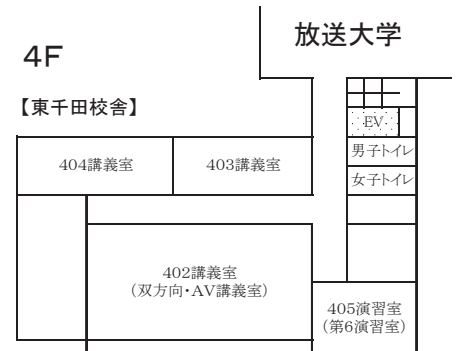 放送大学
4F
【東千田校舎】
EV
男子トイレ
404講義室
403講義室
女子トイレ
402講義室
(双方向・AV講義室)
405演習室
(第6演習室)